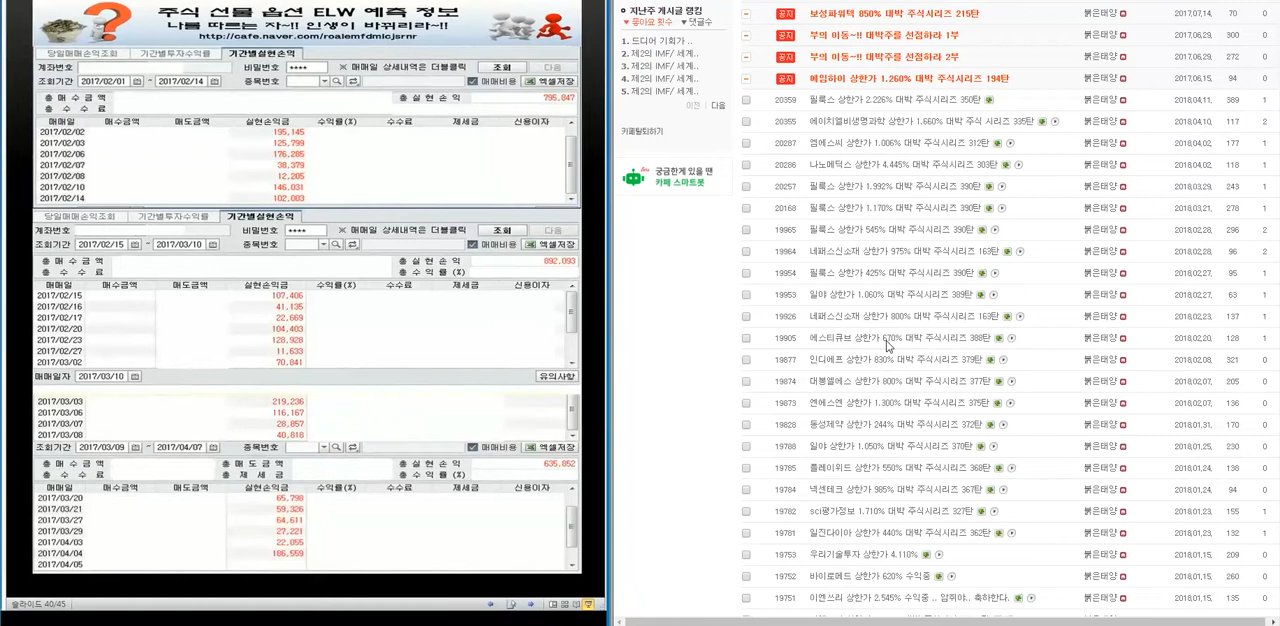 주식 선물 옵션 ELW 예측 정보
나를 따르는 자~!! 인생이 바뀌리라~!!
http://cafe.naver.com/roalemfdmlcjsrnr
당일매매손익조회 기간별투자수익률 기간별실현손익
계좌번호 비밀번호 **** ※ 매매일 상세내역은 더블클릭 조회 다음
조회기간 2017/02/01 ~ 2017/02/14 종목번호 매매비용 엑셀저장
총 매 수 금 액 총 실 현 손 익 795,847
총 수 수 료
매매일 매수금액 매도금액 실현손익금 수익률(%) 수수료 제세금 신용이자
2017/02/02 195,145
2017/02/03 125,799
2017/02/06 176,285
2017/02/07 38,379
2017/02/08 12,205
2017/02/10 146,031
2017/02/14 102,003
당일매매손익조회 기간별투자수익률 기간별실현손익
계좌번호 비밀번호 **** ※ 매매일 상세내역은 더블클릭 조회 다음
조회기간 2017/02/15 ~ 2017/03/10 종목번호 매매비용 엑셀저장
총 매 수 금 액 총 실 현 손 익 892,093
총 수 수 료 총 수 익 률 (%)
매매일 매수금액 매도금액 실현손익금 수익률(%) 수수료 제세금 신용이자
2017/02/15 107,406
2017/02/16 41,135
2017/02/17 22,669
2017/02/20 104,403
2017/02/23 128,928
2017/02/27 11,633
2017/03/02 70,841
매매일자 2017/03/10 유의사항
2017/03/03 219,236
2017/03/06 116,167
2017/03/07 28,857
2017/03/08 40,818
조회기간 2017/03/09 ~ 2017/04/07 종목번호 매매비용 엑셀저장
총 매 수 금 액 총 매 도 금 액 총 실 현 손 익 635,852
총 수 수 료 총 제 세 금 총 수 익 률 (%)
매매일 매수금액 매도금액 실현손익금 수익률(%) 수수료 제세금 신용이자
2017/03/20 65,798
2017/03/21 59,326
2017/03/27 64,611
2017/03/29 27,221
2017/04/03 22,055
2017/04/04 186,559
2017/04/05
슬라이드 40/45
지난주 게시글 랭킹
▼좋아요 횟수 ▼댓글수
1. 드디어 기회가 ..
2. 제2의 IMF/ 세계..
3. 제2의 IMF/ 세계..
4. 제2의 IMF/ 세계..
5. 제2의 IMF/ 세계..
이전 | 다음
카페탈퇴하기
궁금한게 있을 땐
카페 스마트봇
공지 보성파워텍 850% 대박 주식시리즈 215탄 붉은태양 2017.07.14. 70 0
공지 부의 이동~!! 대박주를 선점하라 1부 붉은태양 2017.06.29. 300 0
공지 부의 이동~!! 대박주를 선점하라 2부 붉은태양 2017.06.29. 272 0
공지 에임하이 상한가 1.260% 대박 주식시리즈 194탄 붉은태양 2017.06.15. 94 0
20359 필룩스 상한가 2.226% 대박 주식시리즈 350탄 붉은태양 2018.04.11. 389 1
20355 에이치엘비생명과학 상한가 1.660% 대박 주식 시리즈 335탄 붉은태양 2018.04.10. 117 2
20287 엡에스씨 상한가 1.006% 대박 주식시리즈 312탄 붉은태양 2018.04.02. 177 1
20286 나노메딕스 상한가 4.445% 대박 주식시리즈 303탄 붉은태양 2018.04.02. 118 1
20257 필룩스 상한가 1.992% 대박 주식시리즈 390탄 붉은태양 2018.03.29. 243 1
20168 필룩스 상한가 1.170% 대박 주식시리즈 390탄 붉은태양 2018.03.21. 278 1
19965 필룩스 상한가 545% 대박 주식시리즈 390탄 붉은태양 2018.02.28. 296 2
19964 네패스신소재 상한가 975% 대박 주식시리즈 163탄 붉은태양 2018.02.28. 96 2
19954 필룩스 상한가 425% 대박 주식시리즈 390탄 붉은태양 2018.02.27. 95 1
19953 일야 상한가 1.060% 대박 주식시리즈 389탄 붉은태양 2018.02.27. 63 1
19926 네패스신소재 상한가 800% 대박 주식시리즈 163탄 붉은태양 2018.02.23. 137 1
19905 에스티큐브 상한가 670% 대박 주식시리즈 388탄 붉은태양 2018.02.20. 128 1
19877 인디에프 상한가 830% 대박 주식시리즈 379탄 붉은태양 2018.02.08. 321 0
19874 대봉엘에스 상한가 800% 대박 주식시리즈 377탄 붉은태양 2018.02.07. 205 0
19873 엔에스엔 상한가 1.300% 대박 주식시리즈 375탄 붉은태양 2018.02.07. 136 0
19828 동성제약 상한가 244% 대박 주식시리즈 372탄 붉은태양 2018.01.31. 170 0
19788 일야 상한가 1.050% 대박 주식시리즈 370탄 붉은태양 2018.01.25. 230 0
19785 플레이위드 상한가 550% 대박 주식시리즈 368탄 붉은태양 2018.01.24. 138 0
19784 넥센테크 상한가 985% 대박 주식시리즈 367탄 붉은태양 2018.01.24. 94 0
19782 sci평가정보 1.710% 대박 주식시리즈 327탄 붉은태양 2018.01.23. 155 1
19781 일진다이아 상한가 440% 대박 주식시리즈 362탄 붉은태양 2018.01.23. 132 1
19753 우리기술투자 상한가 4.110% 붉은태양 2018.01.15. 209 0
19752 바이로메드 상한가 620% 수익중 붉은태양 2018.01.15. 260 0
19751 이엔쓰리 상한가 2.545% 수익중 .. 암쥐야.. 축하한다. 붉은태양 2018.01.15. 135 0